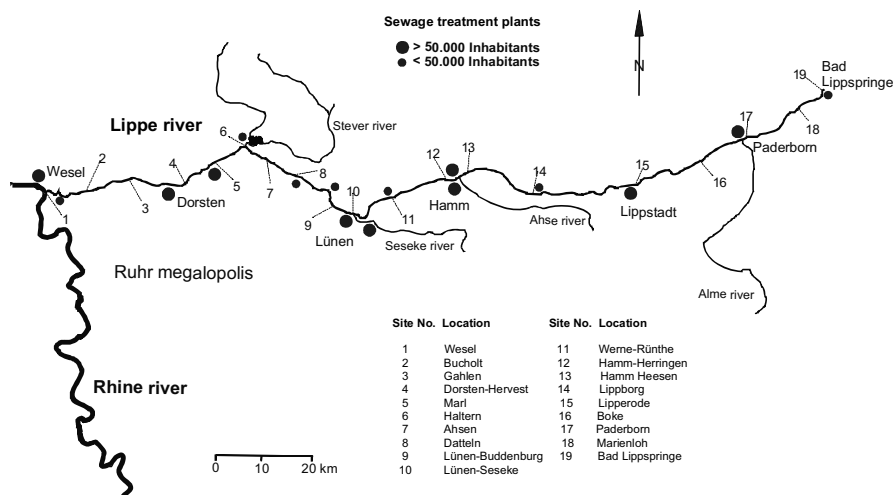 Sewage treatment plants
> 50.000 Inhabitants
< 50.000 Inhabitants
N
19
Bad
Lippspringe
18
17
Paderborn
16
15
Lippstadt
14
13
12
Hamm
Ahse river
11
10
9
Lünen
Seseke river
8
7
6
Lippe river
Stever river
5
4
Dorsten
3
2
Wesel
1
Alme river
Ruhr megalopolis
Rhine river
0 10 20 km
Site No. Location Site No. Location
1 Wesel 11 Werne-Rünthe
2 Bucholt 12 Hamm-Herringen
3 Gahlen 13 Hamm Heesen
4 Dorsten-Hervest 14 Lippborg
5 Marl 15 Lipperode
6 Haltern 16 Boke
7 Ahsen 17 Paderborn
8 Datteln 18 Marienloh
9 Lünen-Buddenburg 19 Bad Lippspringe
10 Lünen-Seseke